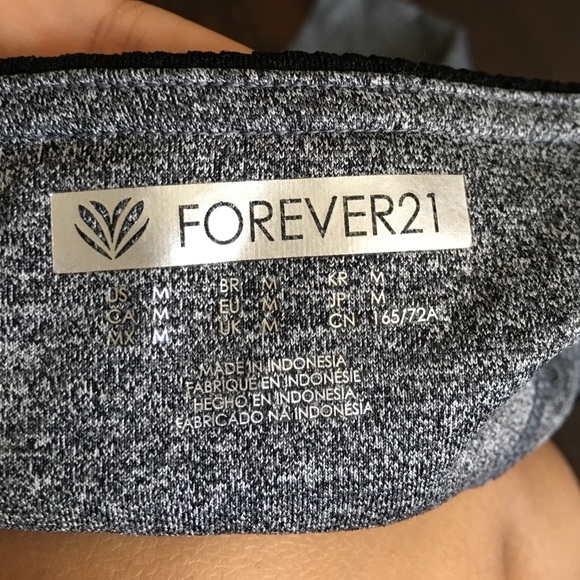 FOREVER21
US M BR M KR M
CA M EU M JP M
MX M UK M CN 165/72A
MADE IN INDONESIA
FABRIQUÉ EN INDONÉSIE
HECHO EN INDONESIA
FABRICADO NA INDONÉSIA